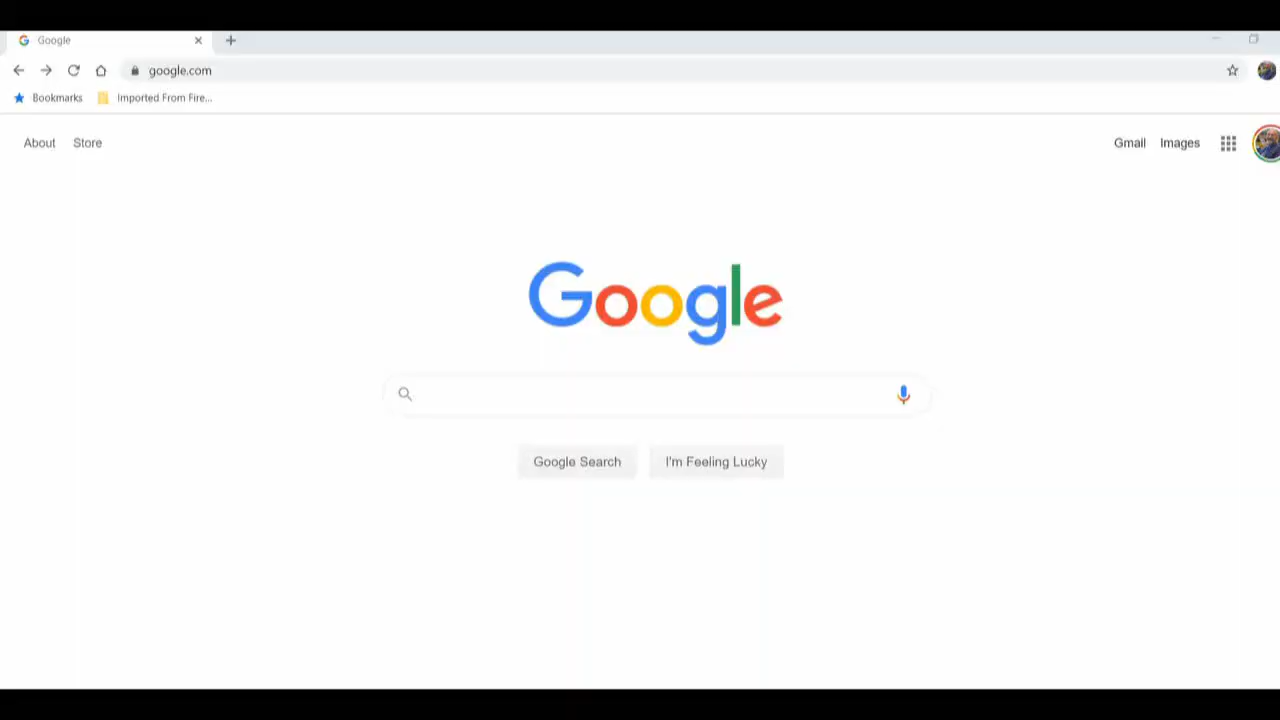 Google
google.com
Bookmarks Imported From Fire...
About Store Gmail Images
Google
Google Search I'm Feeling Lucky